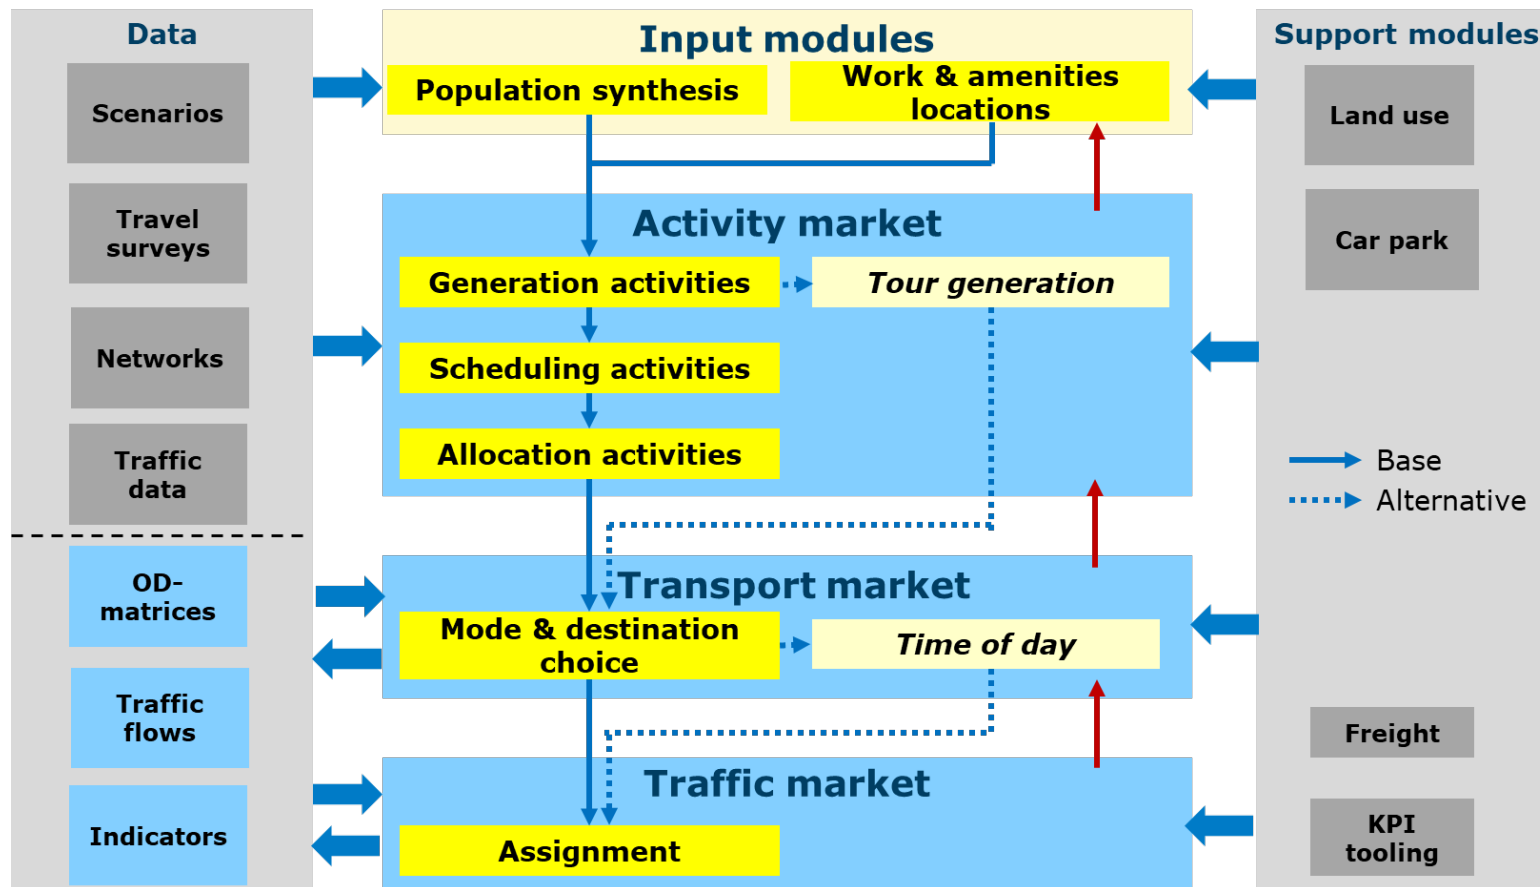 Data
Scenarios
Travel
surveys
Networks
Traffic
data
OD-
matrices
Traffic
flows
Indicators
Input modules
Population synthesis
Work & amenities
locations
Activity market
Generation activities
Tour generation
Scheduling activities
Allocation activities
Transport market
Mode & destination
choice
Time of day
Traffic market
Assignment
Support modules
Land use
Car park
Base
Alternative
Freight
KPI
tooling